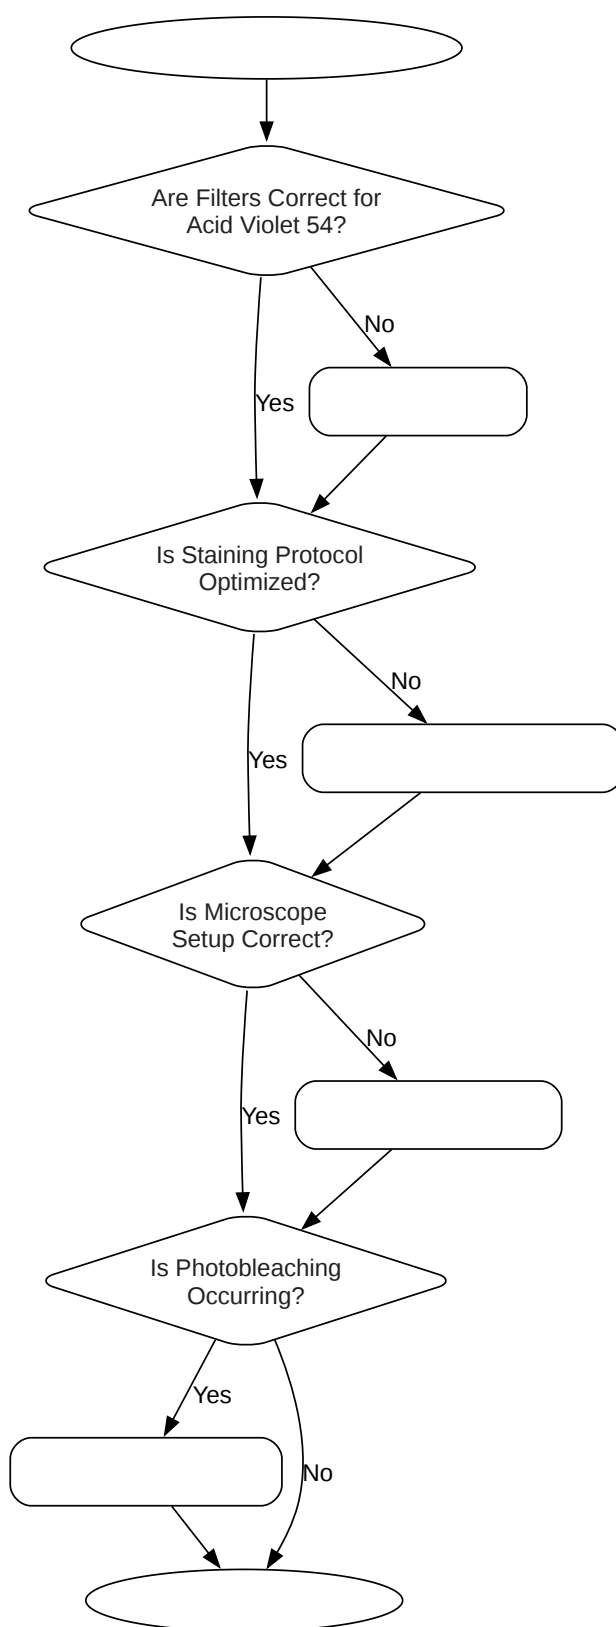 Are Filters Correct for
Acid Violet 54?
No
Yes
Is Staining Protocol
Optimized?
No
Yes
Is Microscope
Setup Correct?
No
Yes
Is Photobleaching
Occurring?
Yes
No